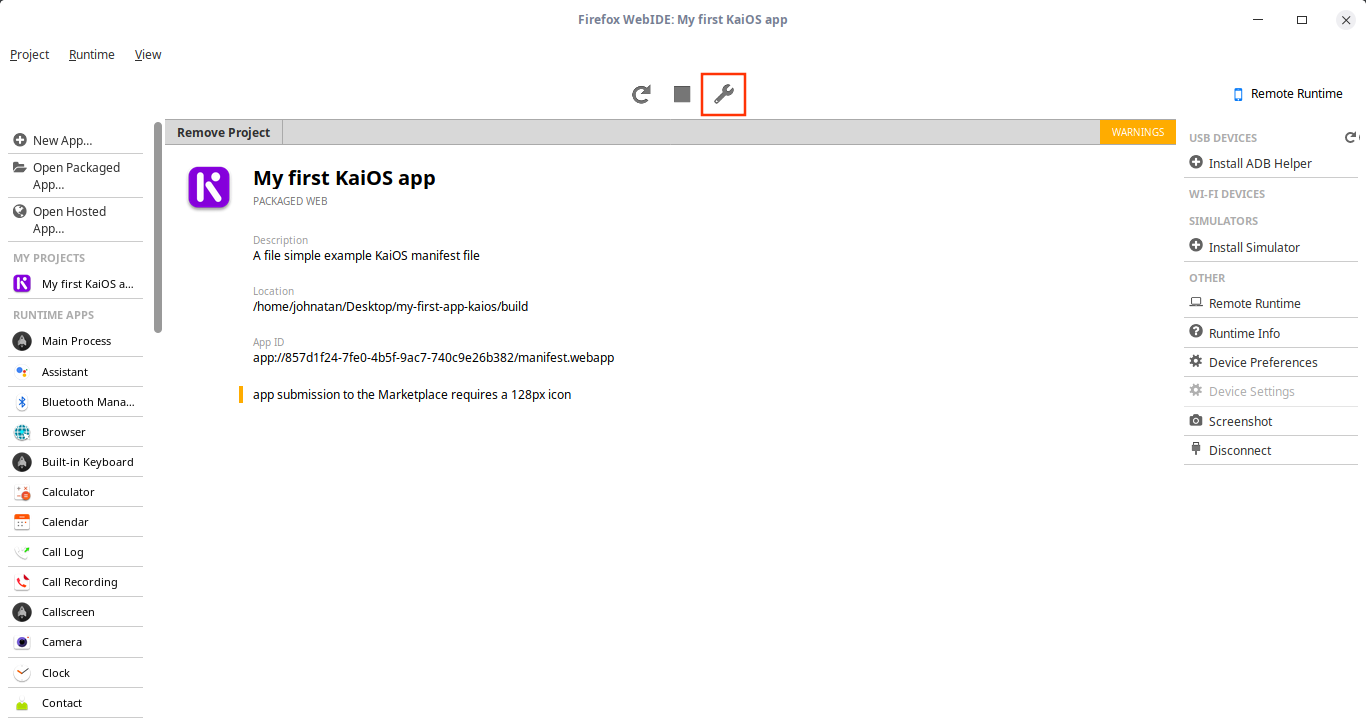 Firefox WebIDE: My first KaiOS app
Project Runtime View
Remote Runtime
New App...
Open Packaged
App...
Open Hosted
App...
MY PROJECTS
My first KaiOS a...
RUNTIME APPS
Main Process
Assistant
Bluetooth Mana...
Browser
Built-in Keyboard
Calculator
Calendar
Call Log
Call Recording
Callscreen
Camera
Clock
Contact
Remove Project
WARNINGS
My first KaiOS app
PACKAGED WEB
Description
A file simple example KaiOS manifest file
Location
/home/johnatan/Desktop/my-first-app-kaios/build
App ID
app://857d1f24-7fe0-4b5f-9ac7-740c9e26b382/manifest.webapp
app submission to the Marketplace requires a 128px icon
USB DEVICES
Install ADB Helper
WI-FI DEVICES
SIMULATORS
Install Simulator
OTHER
Remote Runtime
Runtime Info
Device Preferences
Device Settings
Screenshot
Disconnect